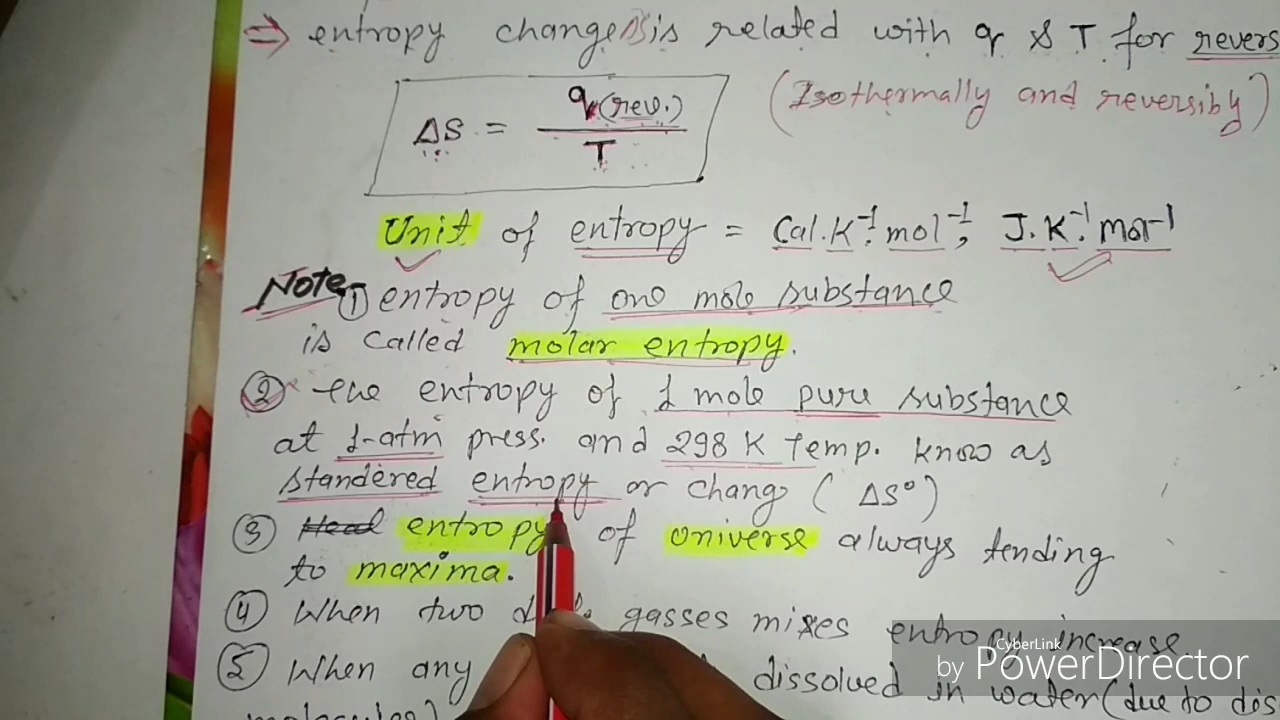 ⇒ entropy change ΔS is related with q & T for revers
ΔS = q(rev.) / T
(Isothermally and reversibly)
Unit of entropy = Cal.K⁻¹.mol⁻¹; J.K⁻¹.mol⁻¹
Note ① entropy of one mole substance
is called molar entropy.
② the entropy of 1 mole pure substance
at 1-atm press. and 298 K Temp. know as
standered entropy or change ( ΔS° )
③ entropy of universe always tending
to maxima.
④ When two gasses mixes entropy increase.
⑤ When any dissolved in water (due to dis
CyberLink
by PowerDirector